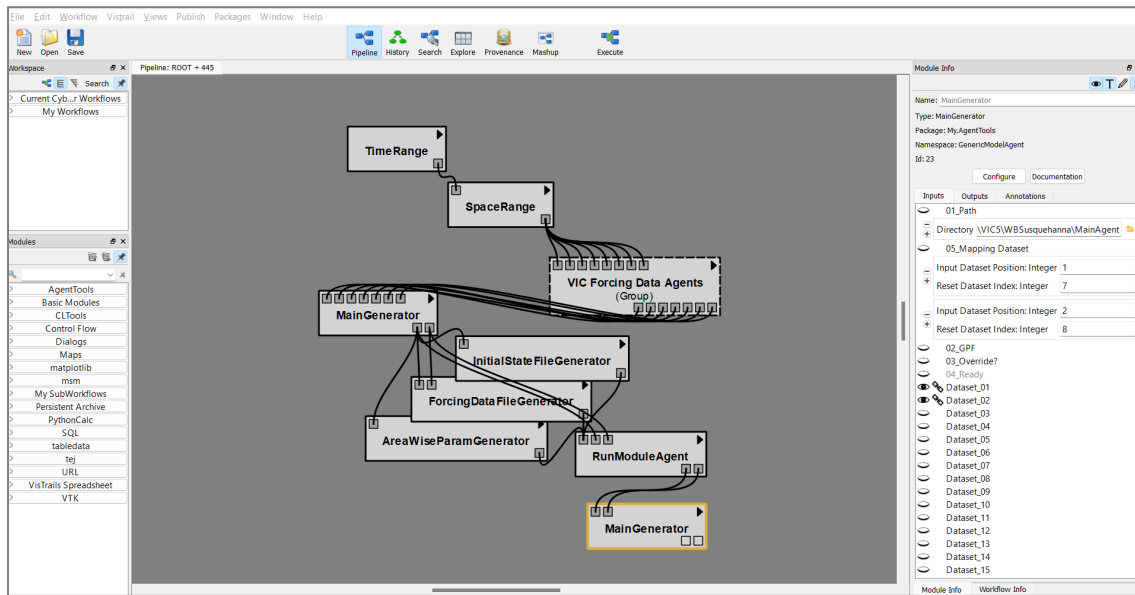 File Edit Workflow Vistrail Views Publish Packages Window Help
New Open Save Pipeline History Search Explore Provenance Mashup Execute
Workspace
Search
Current Cyb...r Workflows
My Workflows
Modules
AgentTools
Basic Modules
CLTools
Control Flow
Dialogs
Maps
matplotlib
msm
My SubWorkflows
Persistent Archive
PythonCalc
SQL
tabledata
tej
URL
VisTrails Spreadsheet
VTK
Pipeline: ROOT + 445
TimeRange
SpaceRange
VIC Forcing Data Agents
(Group)
MainGenerator
InitialStateFileGenerator
ForcingDataFileGenerator
AreaWiseParamGenerator
RunModuleAgent
MainGenerator
Module Info
Name: MainGenerator
Type: MainGenerator
Package: My.AgentTools
Namespace: GenericModelAgent
Id: 23
Configure Documentation
Inputs Outputs Annotations
01_Path
Directory \VIC5\WBSusquehanna\MainAgent
05_Mapping Dataset
Input Dataset Position: Integer 1
Reset Dataset Index: Integer 7
Input Dataset Position: Integer 2
Reset Dataset Index: Integer 8
02_GPF
03_Override?
04_Ready
Dataset_01
Dataset_02
Dataset_03
Dataset_04
Dataset_05
Dataset_06
Dataset_07
Dataset_08
Dataset_09
Dataset_10
Dataset_11
Dataset_12
Dataset_13
Dataset_14
Dataset_15
Module Info Workflow Info